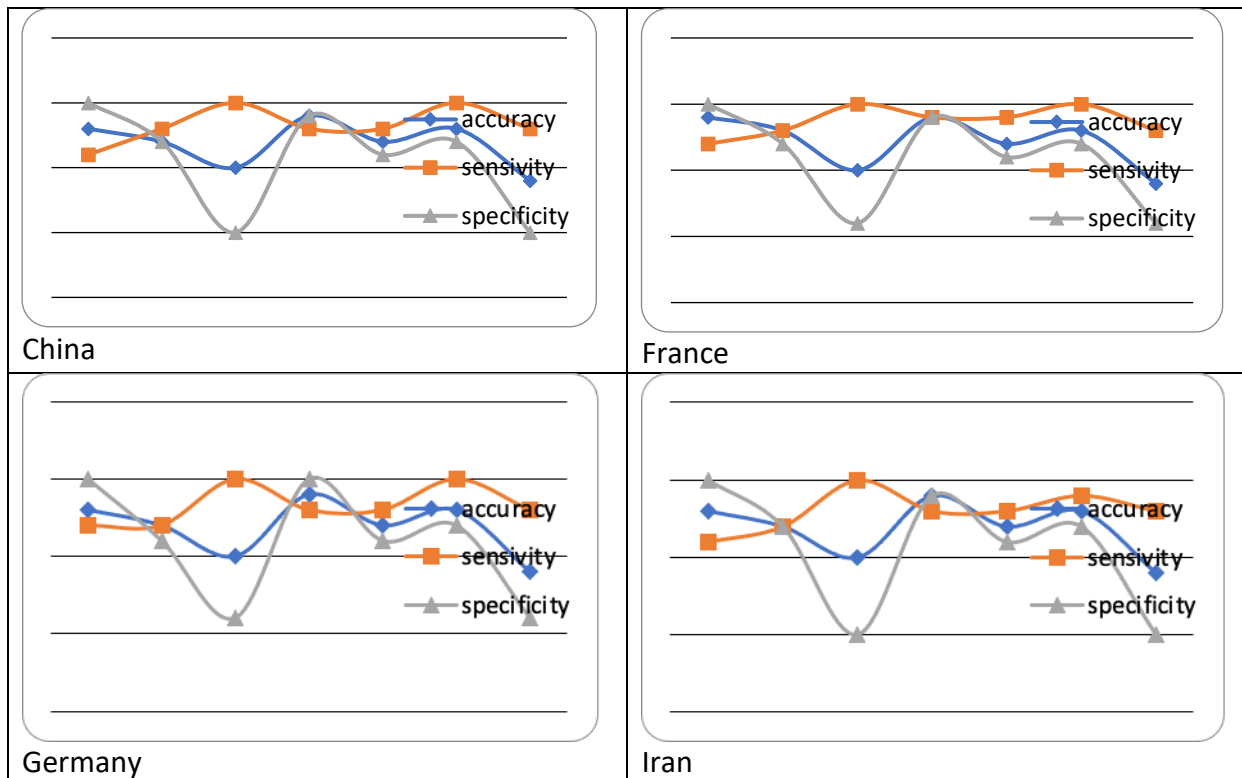 accuracy
sensivity
specificity
China
accuracy
sensivity
specificity
France
accuracy
sensivity
specificity
Germany
accuracy
sensivity
specificity
Iran